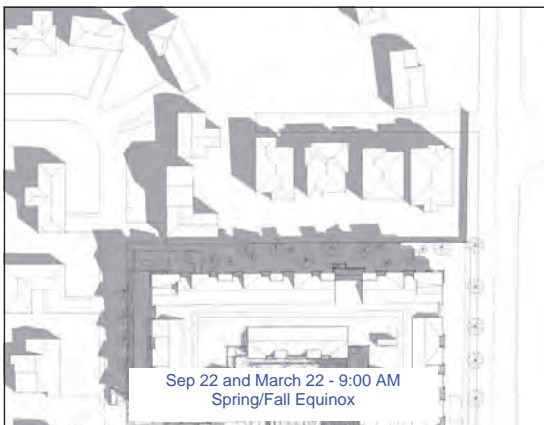 Sep 22 and March 22 - 9:00 AM
Spring/Fall Equinox